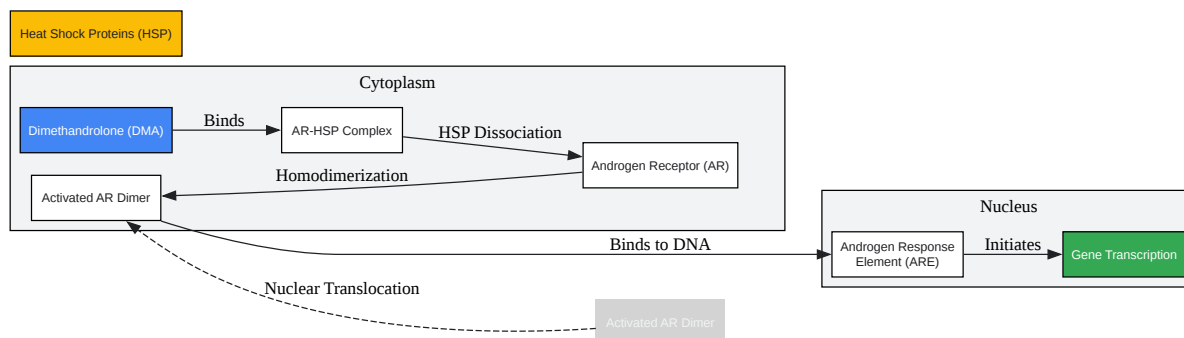 Heat Shock Proteins (HSP)
Cytoplasm
Dimethandrolone (DMA)
Binds
AR-HSP Complex
HSP Dissociation
Androgen Receptor (AR)
Homodimerization
Activated AR Dimer
Nucleus
Binds to DNA
Androgen Response
Element (ARE)
Initiates
Gene Transcription
Nuclear Translocation
Activated AR Dimer